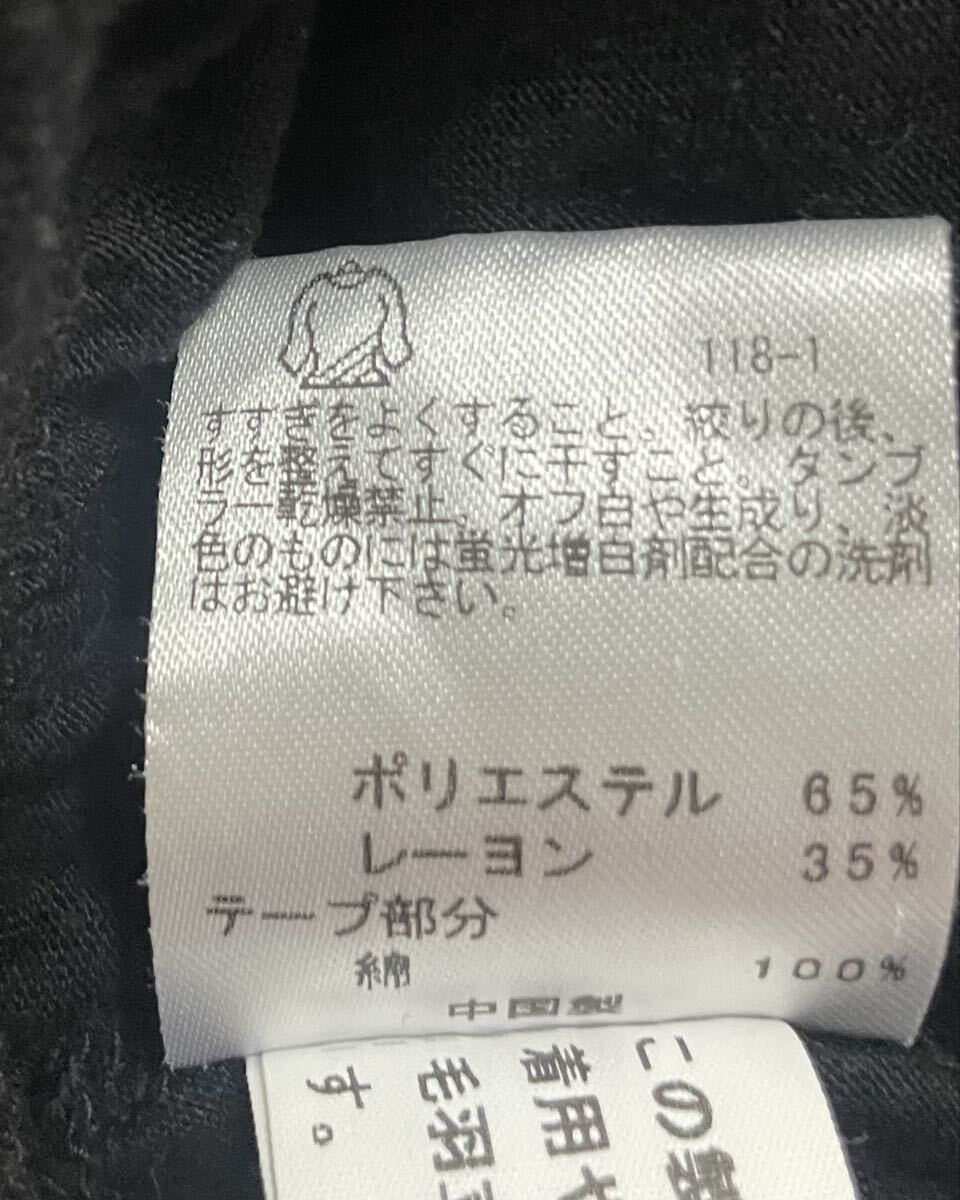 118-1
すすぎをよくすること。絞りの後、
形を整えてすぐに干すこと。タンブ
ラー乾燥禁止。オフ白や生成り、淡
色のものには蛍光増白剤配合の洗剤
はお避け下さい。
ポリエステル 65%
レーヨン 35%
テープ部分
綿 100%
中国製
この製
着用や
毛羽立
す。